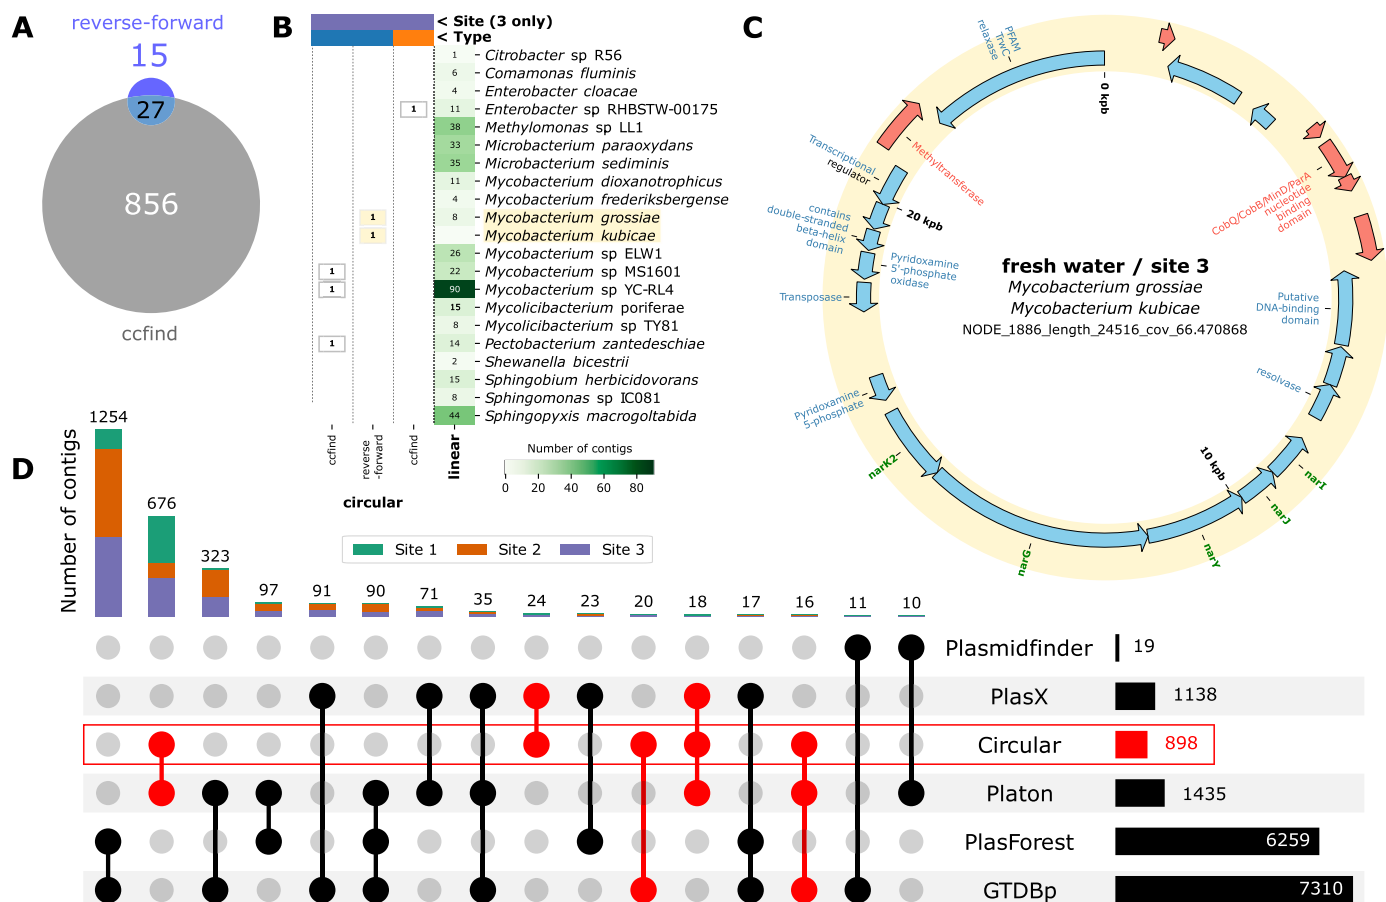 A
reverse-forward
15
27
856
ccfind
B
< Site (3 only)
< Type
1 Citrobacter sp R56
6 Comamonas fluminis
4 Enterobacter cloacae
1 11 Enterobacter sp RHBSTW-00175
38 Methylomonas sp LL1
33 Microbacterium paraoxydans
35 Microbacterium sediminis
11 Mycobacterium dioxanotrophicus
4 Mycobacterium frederiksbergense
1 8 Mycobacterium grossiae
1 Mycobacterium kubicae
26 Mycobacterium sp ELW1
1 22 Mycobacterium sp MS1601
1 90 Mycobacterium sp YC-RL4
15 Mycolicibacterium poriferae
8 Mycolicibacterium sp TY81
1 14 Pectobacterium zantedeschiae
2 Shewanella bicestrii
15 Sphingobium herbicidovorans
8 Sphingomonas sp IC081
44 Sphingopyxis macrogoltabida
ccfind
reverse
-forward
ccfind
linear
circular
Number of contigs
0 20 40 60 80
C
PFAM
TrwC
relaxase
0 kpb
Methyltransferase
Transcriptional
regulator
20 kpb
contains
double-stranded
beta-helix
domain
Pyridoxamine
5'-phosphate
oxidase
Transposase
CobQ/CobB/MinD/ParA
nucleotide
binding
domain
fresh water / site 3
Mycobacterium grossiae
Mycobacterium kubicae
NODE_1886_length_24516_cov_66.470868
Putative
DNA-binding
domain
resolvase
Pyridoxamine
5-phosphate
narK2
narG
narY
narJ
narI
10 kpb
D
Number of contigs
1254
676
323
97
91
90
71
35
24
23
20
18
17
16
11
10
Site 1
Site 2
Site 3
Plasmidfinder 19
PlasX 1138
Circular 898
Platon 1435
PlasForest 6259
GTDBp 7310